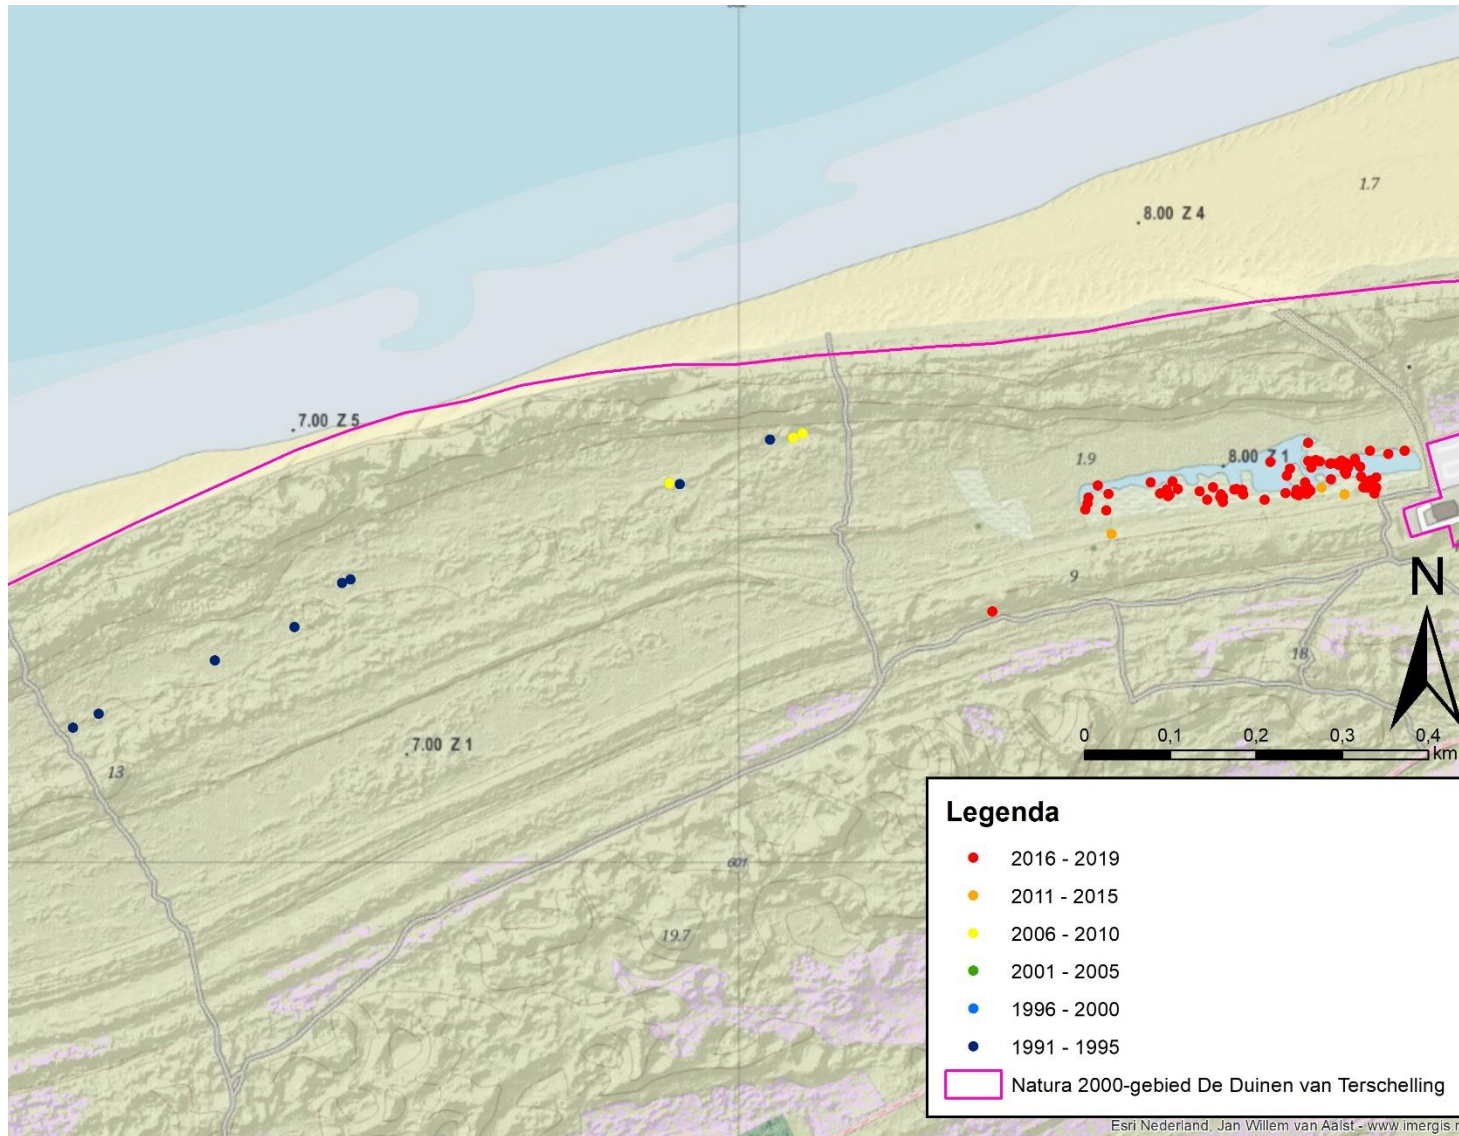 1.7
8.00 Z 4
7.00 Z 5
1.9
8.00 Z 1
9
18
7.00 Z 1
13
0 0,1 0,2 0,3 0,4
km
N
601
19.7
Legenda
2016 - 2019
2011 - 2015
2006 - 2010
2001 - 2005
1996 - 2000
1991 - 1995
Natura 2000-gebied De Duinen van Terschelling
Esri Nederland, Jan Willem van Aalst - www.imergis.n